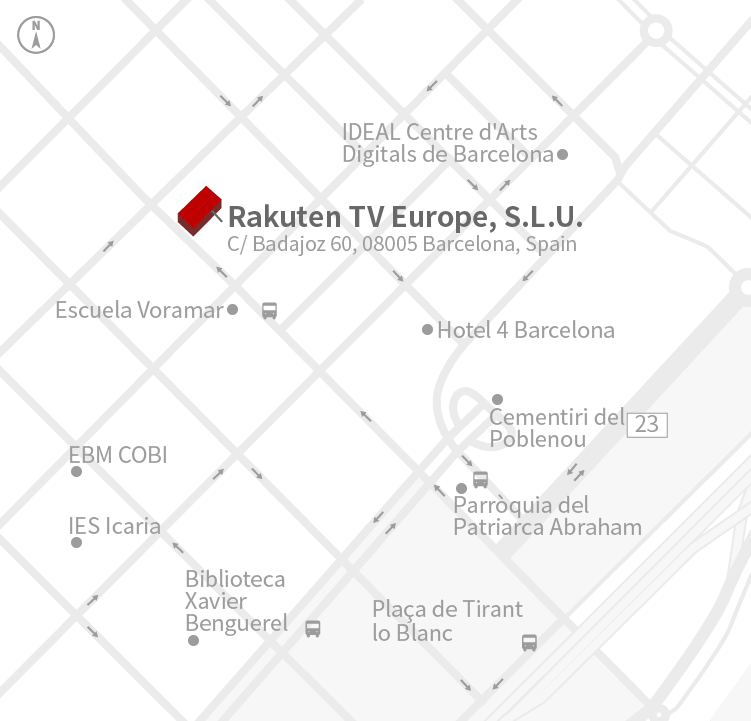 N
IDEAL Centre d'Arts
Digitals de Barcelona
Rakuten TV Europe, S.L.U.
C/ Badajoz 60, 08005 Barcelona, Spain
Escuela Voramar
Hotel 4 Barcelona
Cementiri del
Poblenou
23
EBM COBI
Parroquia del
Patriarca Abraham
IES Icaria
Biblioteca
Xavier
Benguerel
Plaça de Tirant
lo Blanc